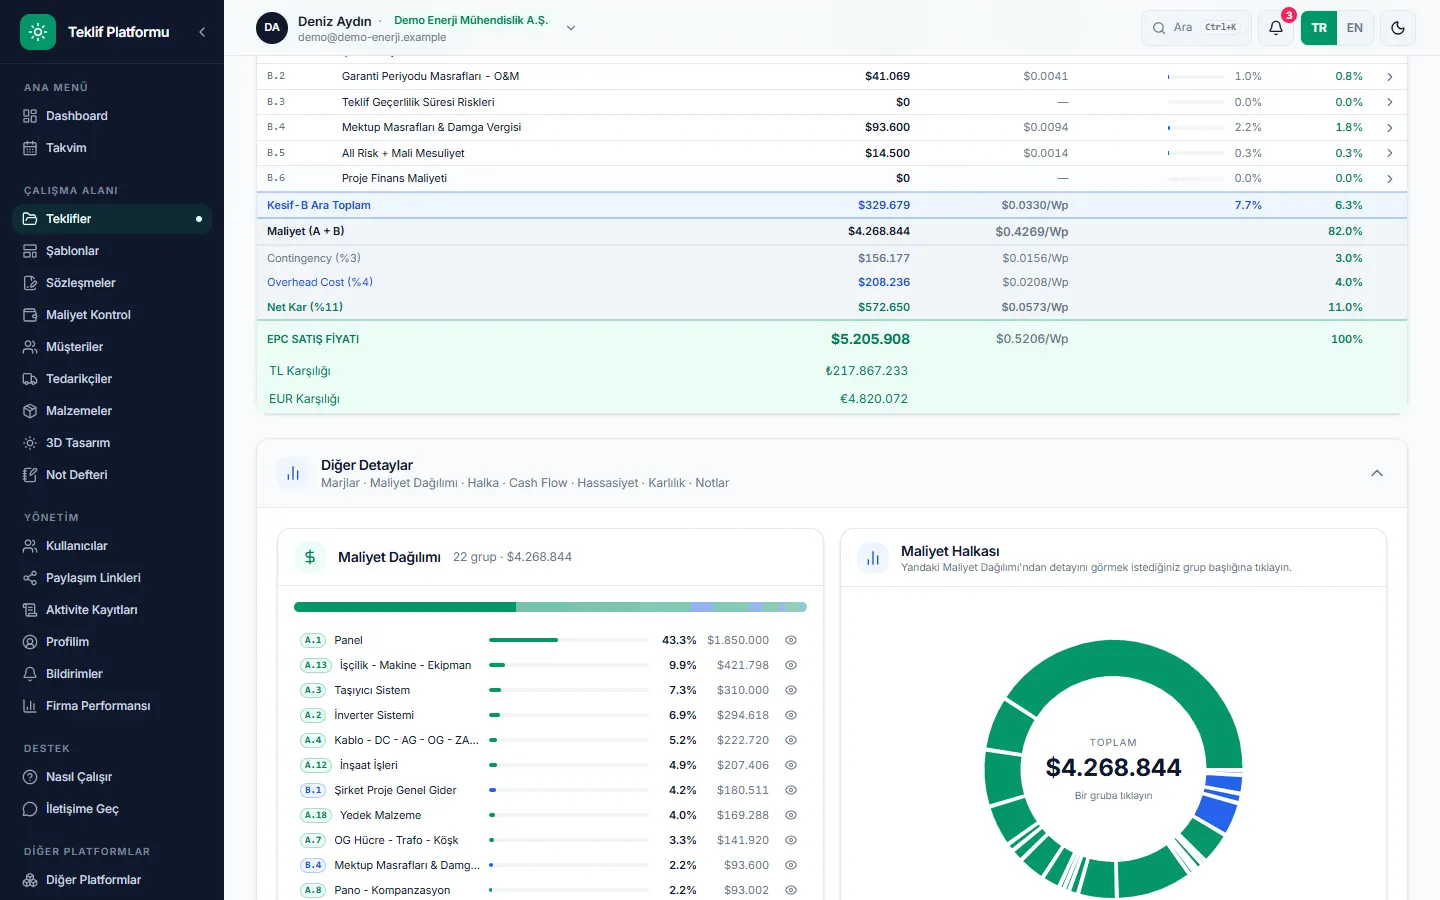 Teklif Platformu
ANA MENÜ
Dashboard
Takvim
ÇALIŞMA ALANI
Teklifler
Şablonlar
Sözleşmeler
Maliyet Kontrol
Müşteriler
Tedarikçiler
Malzemeler
3D Tasarım
Not Defteri
YÖNETİM
Kullanıcılar
Paylaşım Linkleri
Aktivite Kayıtları
Profilim
Bildirimler
Firma Performansı
DESTEK
Nasıl Çalışır
İletişime Geç
DİĞER PLATFORMLAR
Diğer Platformlar
DA Deniz Aydın · Demo Enerji Mühendislik A.Ş.
demo@demo-enerji.example
Ara Ctrl+K 3 TR EN
B.2 Garanti Periyodu Masrafları - O&M $41.069 $0.0041 1.0% 0.8%
B.3 Teklif Geçerlilik Süresi Riskleri $0 — 0.0% 0.0%
B.4 Mektup Masrafları & Damga Vergisi $93.600 $0.0094 2.2% 1.8%
B.5 All Risk + Mali Mesuliyet $14.500 $0.0014 0.3% 0.3%
B.6 Proje Finans Maliyeti $0 — 0.0% 0.0%
Kesif-B Ara Toplam $329.679 $0.0330/Wp 7.7% 6.3%
Maliyet (A + B) $4.268.844 $0.4269/Wp 82.0%
Contingency (%3) $156.177 $0.0156/Wp 3.0%
Overhead Cost (%4) $208.236 $0.0208/Wp 4.0%
Net Kar (%11) $572.650 $0.0573/Wp 11.0%
EPC SATIŞ FİYATI $5.205.908 $0.5206/Wp 100%
TL Karşılığı ₺217.867.233
EUR Karşılığı €4.820.072
Diğer Detaylar
Marjlar · Maliyet Dağılımı · Halka · Cash Flow · Hassasiyet · Karlılık · Notlar
Maliyet Dağılımı 22 grup · $4.268.844
A.1 Panel 43.3% $1.850.000
A.13 İşçilik - Makine - Ekipman 9.9% $421.798
A.3 Taşıyıcı Sistem 7.3% $310.000
A.2 İnverter Sistemi 6.9% $294.618
A.4 Kablo - DC - AG - OG - ZA... 5.2% $222.720
A.12 İnşaat İşleri 4.9% $207.406
B.1 Şirket Proje Genel Gider 4.2% $180.511
A.18 Yedek Malzeme 4.0% $169.288
A.7 OG Hücre - Trafo - Köşk 3.3% $141.920
B.4 Mektup Masrafları & Damg... 2.2% $93.600
A.8 Pano - Kompanzasyon 2.2% $93.002
Maliyet Halkası
Yandaki Maliyet Dağılımı'ndan detayını görmek istediğiniz grup başlığına tıklayın.
TOPLAM
$4.268.844
Bir gruba tıklayın